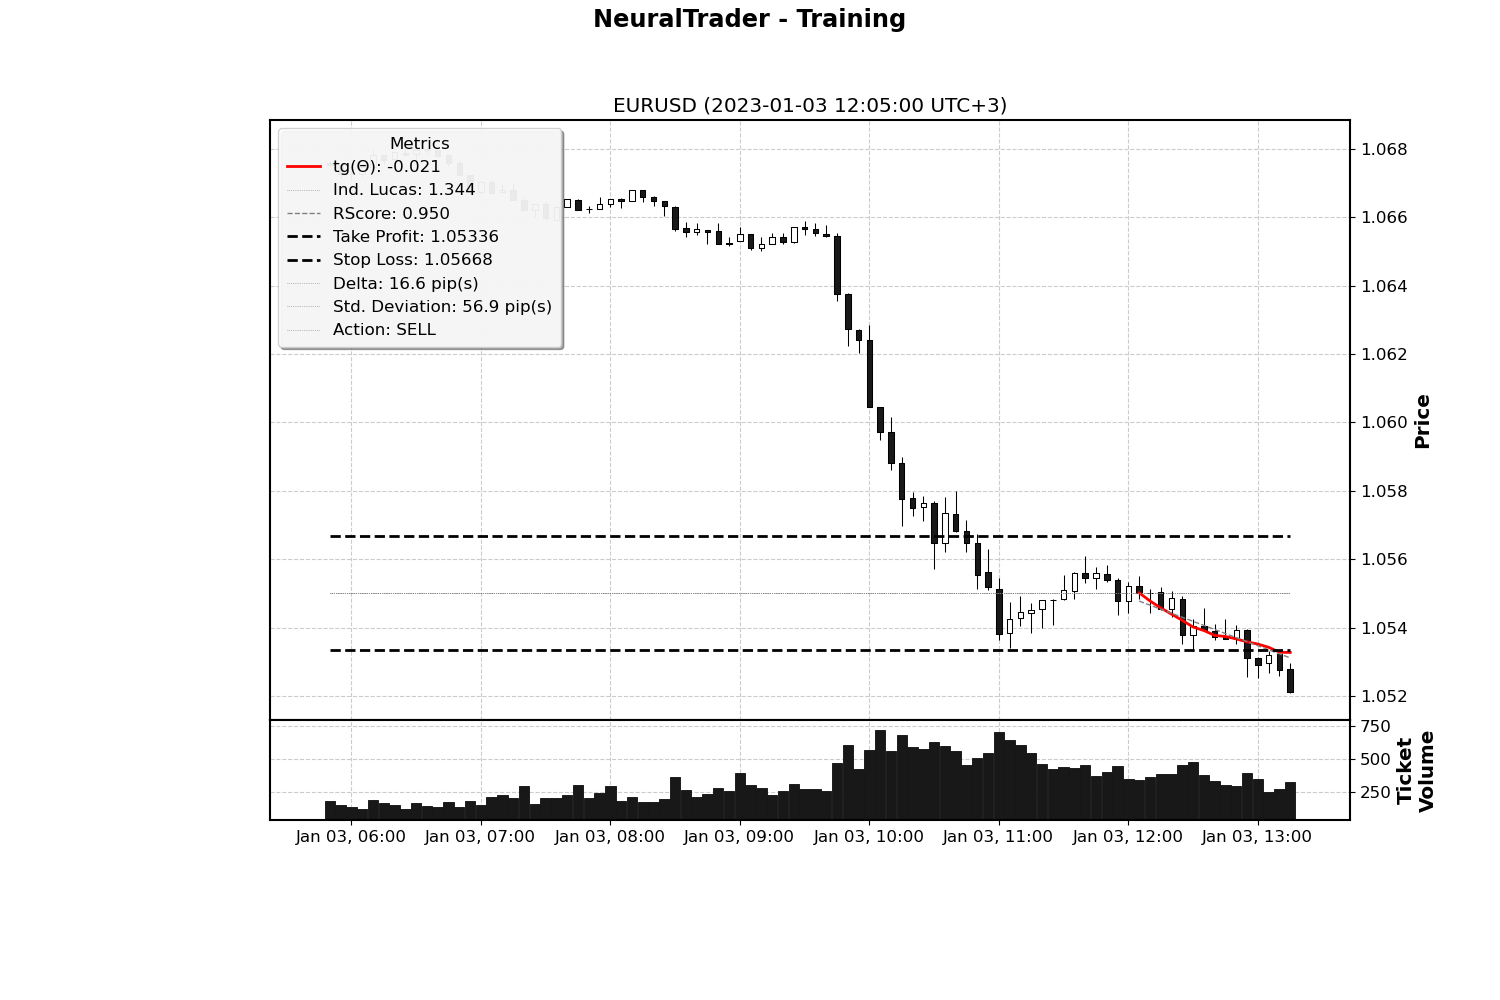 NeuralTrader - Training
EURUSD (2023-01-03 12:05:00 UTC+3)
Metrics
tg(Θ): -0.021
Ind. Lucas: 1.344
RScore: 0.950
Take Profit: 1.05336
Stop Loss: 1.05668
Delta: 16.6 pip(s)
Std. Deviation: 56.9 pip(s)
Action: SELL
1.068
1.066
1.064
1.062
1.060
1.058
1.056
1.054
1.052
Price
750
500
250
Ticket
Volume
Jan 03, 06:00
Jan 03, 07:00
Jan 03, 08:00
Jan 03, 09:00
Jan 03, 10:00
Jan 03, 11:00
Jan 03, 12:00
Jan 03, 13:00